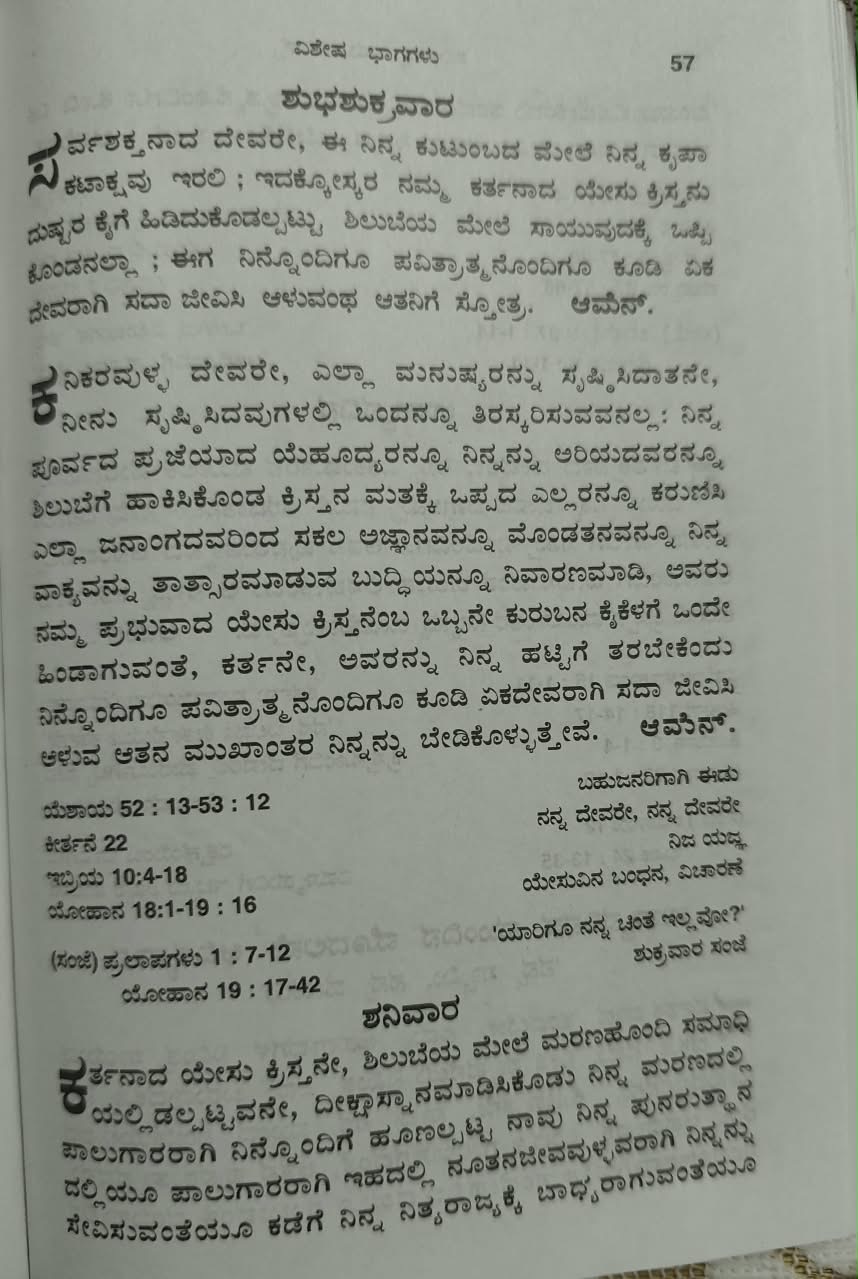 ವಿಶೇಷ ಭಾಗಗಳು 57
ಶುಭಶುಕ್ರವಾರ
ಸರ್ವಶಕ್ತನಾದ ದೇವರೇ, ಈ ನಿನ್ನ ಕುಟುಂಬದ ಮೇಲೆ ನಿನ್ನ ಕೃಪಾ
ಕಟಾಕ್ಷವು ಇರಲಿ ; ಇದಕ್ಕೋಸ್ಕರ ನಮ್ಮ ಕರ್ತನಾದ ಯೇಸು ಕ್ರಿಸ್ತನು
ದುಷ್ಟರ ಕೈಗೆ ಹಿಡಿದುಕೊಡಲ್ಪಟ್ಟು ಶಿಲುಬೆಯ ಮೇಲೆ ಸಾಯುವುದಕ್ಕೆ ಒಪ್ಪಿ
ಕೊಂಡನಲ್ಲಾ ; ಈಗ ನಿನ್ನೊಂದಿಗೂ ಪವಿತ್ರಾತ್ಮನೊಂದಿಗೂ ಕೂಡಿ ಏಕ
ದೇವರಾಗಿ ಸದಾ ಜೀವಿಸಿ ಆಳುವಂಥ ಆತನಿಗೆ ಸ್ತೋತ್ರ. ಆಮೆನ್.
ಕನಿಕರವುಳ್ಳ ದೇವರೇ, ಎಲ್ಲಾ ಮನುಷ್ಯರನ್ನು ಸೃಷ್ಠಿಸಿದಾತನೇ,
ನೀನು ಸೃಷ್ಠಿಸಿದವುಗಳಲ್ಲಿ ಒಂದನ್ನೂ ತಿರಸ್ಕರಿಸುವವನಲ್ಲ: ನಿನ್ನ
ಪೂರ್ವದ ಪ್ರಜೆಯಾದ ಯೆಹೂದ್ಯರನ್ನೂ ನಿನ್ನನ್ನು ಅರಿಯದವರನ್ನೂ
ಶಿಲುಬೆಗೆ ಹಾಕಿಸಿಕೊಂಡ ಕ್ರಿಸ್ತನ ಮತಕ್ಕೆ ಒಪ್ಪದ ಎಲ್ಲರನ್ನೂ ಕರುಣಿಸಿ
ಎಲ್ಲಾ ಜನಾಂಗದವರಿಂದ ಸಕಲ ಅಜ್ಞಾನವನ್ನೂ ಮೊಂಡತನವನ್ನೂ ನಿನ್ನ
ವಾಕ್ಯವನ್ನು ತಾತ್ಸಾರಮಾಡುವ ಬುದ್ಧಿಯನ್ನೂ ನಿವಾರಣಮಾಡಿ, ಅವರು
ನಮ್ಮ ಪ್ರಭುವಾದ ಯೇಸು ಕ್ರಿಸ್ತನೆಂಬ ಒಬ್ಬನೇ ಕುರುಬನ ಕೈಕೆಳಗೆ ಒಂದೇ
ಹಿಂಡಾಗುವಂತೆ, ಕರ್ತನೇ, ಅವರನ್ನು ನಿನ್ನ ಹಟ್ಟಿಗೆ ತರಬೇಕೆಂದು
ನಿನ್ನೊಂದಿಗೂ ಪವಿತ್ರಾತ್ಮನೊಂದಿಗೂ ಕೂಡಿ ಏಕದೇವರಾಗಿ ಸದಾ ಜೀವಿಸಿ
ಆಳುವ ಆತನ ಮುಖಾಂತರ ನಿನ್ನನ್ನು ಬೇಡಿಕೊಳ್ಳುತ್ತೇವೆ. ಆಮೆನ್.
ಯೆಶಾಯ 52 : 13-53 : 12 ಬಹುಜನರಿಗಾಗಿ ಈಡು
ಕೀರ್ತನೆ 22 ನನ್ನ ದೇವರೇ, ನನ್ನ ದೇವರೇ
ಇಬ್ರಿಯ 10:4-18 ನಿಜ ಯಜ್ಞ
ಯೋಹಾನ 18:1-19 : 16 ಯೇಸುವಿನ ಬಂಧನ, ವಿಚಾರಣೆ
(ಸಂಜೆ) ಪ್ರಲಾಪಗಳು 1 : 7-12 'ಯಾರಿಗೂ ನನ್ನ ಚಿಂತೆ ಇಲ್ಲವೋ?'
ಯೋಹಾನ 19 : 17-42 ಶುಕ್ರವಾರ ಸಂಜೆ
ಶನಿವಾರ
ಕರ್ತನಾದ ಯೇಸು ಕ್ರಿಸ್ತನೇ, ಶಿಲುಬೆಯ ಮೇಲೆ ಮರಣಹೊಂದಿ ಸಮಾಧಿ
ಯಲ್ಲಿಡಲ್ಪಟ್ಟವನೇ, ದೀಕ್ಷಾಸ್ನಾನಮಾಡಿಸಿಕೊಡು ನಿನ್ನ ಮರಣದಲ್ಲಿ
ಪಾಲುಗಾರರಾಗಿ ನಿನ್ನೊಂದಿಗೆ ಹೂಣಲ್ಪಟ್ಟ ನಾವು ನಿನ್ನ ಪುನರುತ್ಥಾನ
ದಲ್ಲಿಯೂ ಪಾಲುಗಾರರಾಗಿ ಇಹದಲ್ಲಿ ನೂತನಜೀವವುಳ್ಳವರಾಗಿ ನಿನ್ನನ್ನು
ಸೇವಿಸುವಂತೆಯೂ ಕಡೆಗೆ ನಿನ್ನ ನಿತ್ಯರಾಜ್ಯಕ್ಕೆ ಬಾಧ್ಯರಾಗುವಂತೆಯೂ